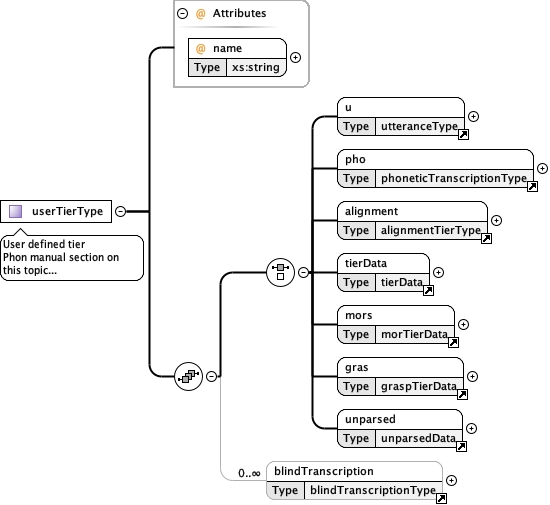 @ Attributes
@ name
Type xs:string
userTierType
User defined tier
Phon manual section on
this topic...
u
Type utteranceType
pho
Type phoneticTranscriptionType
alignment
Type alignmentTierType
tierData
Type tierData
mors
Type morTierData
gras
Type graspTierData
unparsed
Type unparsedData
0..∞
blindTranscription
Type blindTranscriptionType